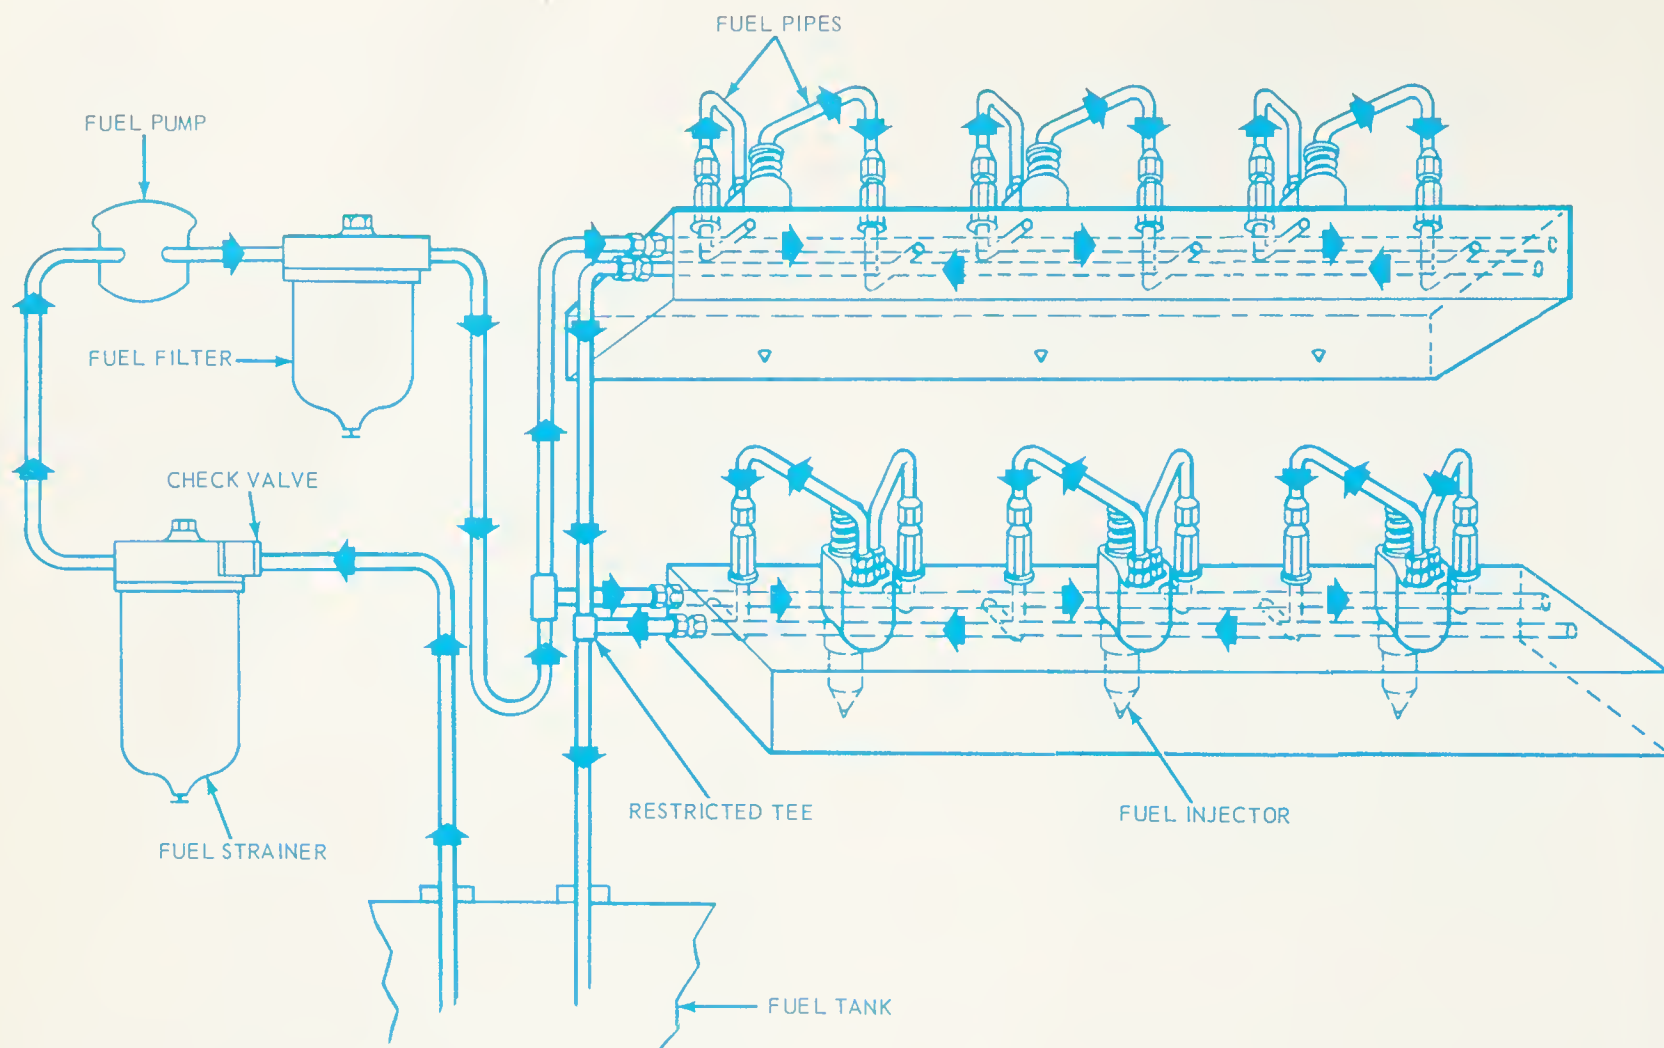 FUEL PIPES
FUEL PUMP
FUEL FILTER
CHECK VALVE
RESTRICTED TEE
FUEL INJECTOR
FUEL STRAINER
FUEL TANK